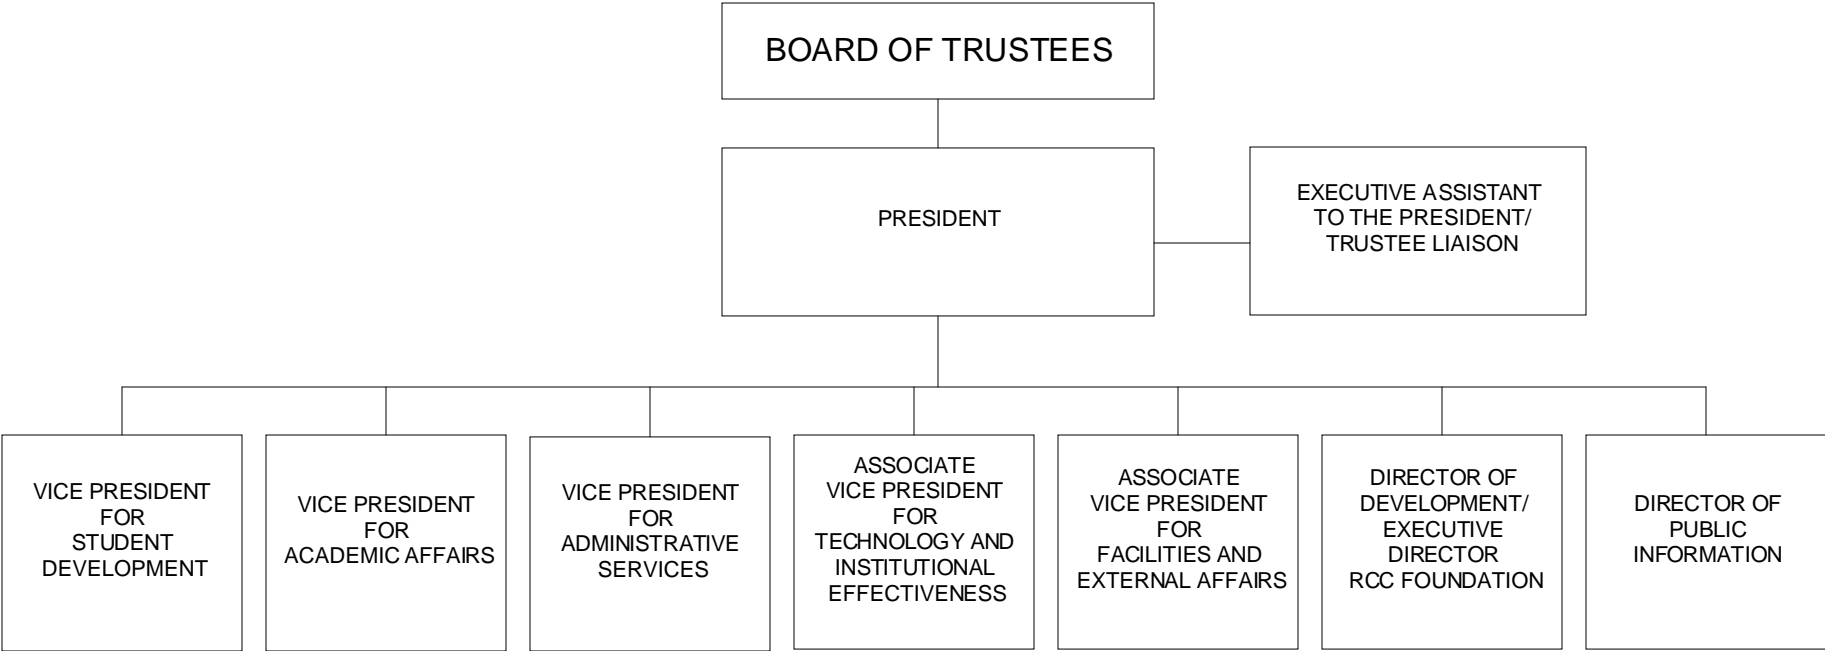 BOARD OF TRUSTEES
PRESIDENT
EXECUTIVE ASSISTANT
TO THE PRESIDENT/
TRUSTEE LIAISON
VICE PRESIDENT
FOR
STUDENT
DEVELOPMENT
VICE PRESIDENT
FOR
ACADEMIC AFFAIRS
VICE PRESIDENT
FOR
ADMINISTRATIVE
SERVICES
ASSOCIATE
VICE PRESIDENT
FOR
TECHNOLOGY AND
INSTITUTIONAL
EFFECTIVENESS
ASSOCIATE
VICE PRESIDENT
FOR
FACILITIES AND
EXTERNAL AFFAIRS
DIRECTOR OF
DEVELOPMENT/
EXECUTIVE
DIRECTOR
RCC FOUNDATION
DIRECTOR OF
PUBLIC
INFORMATION